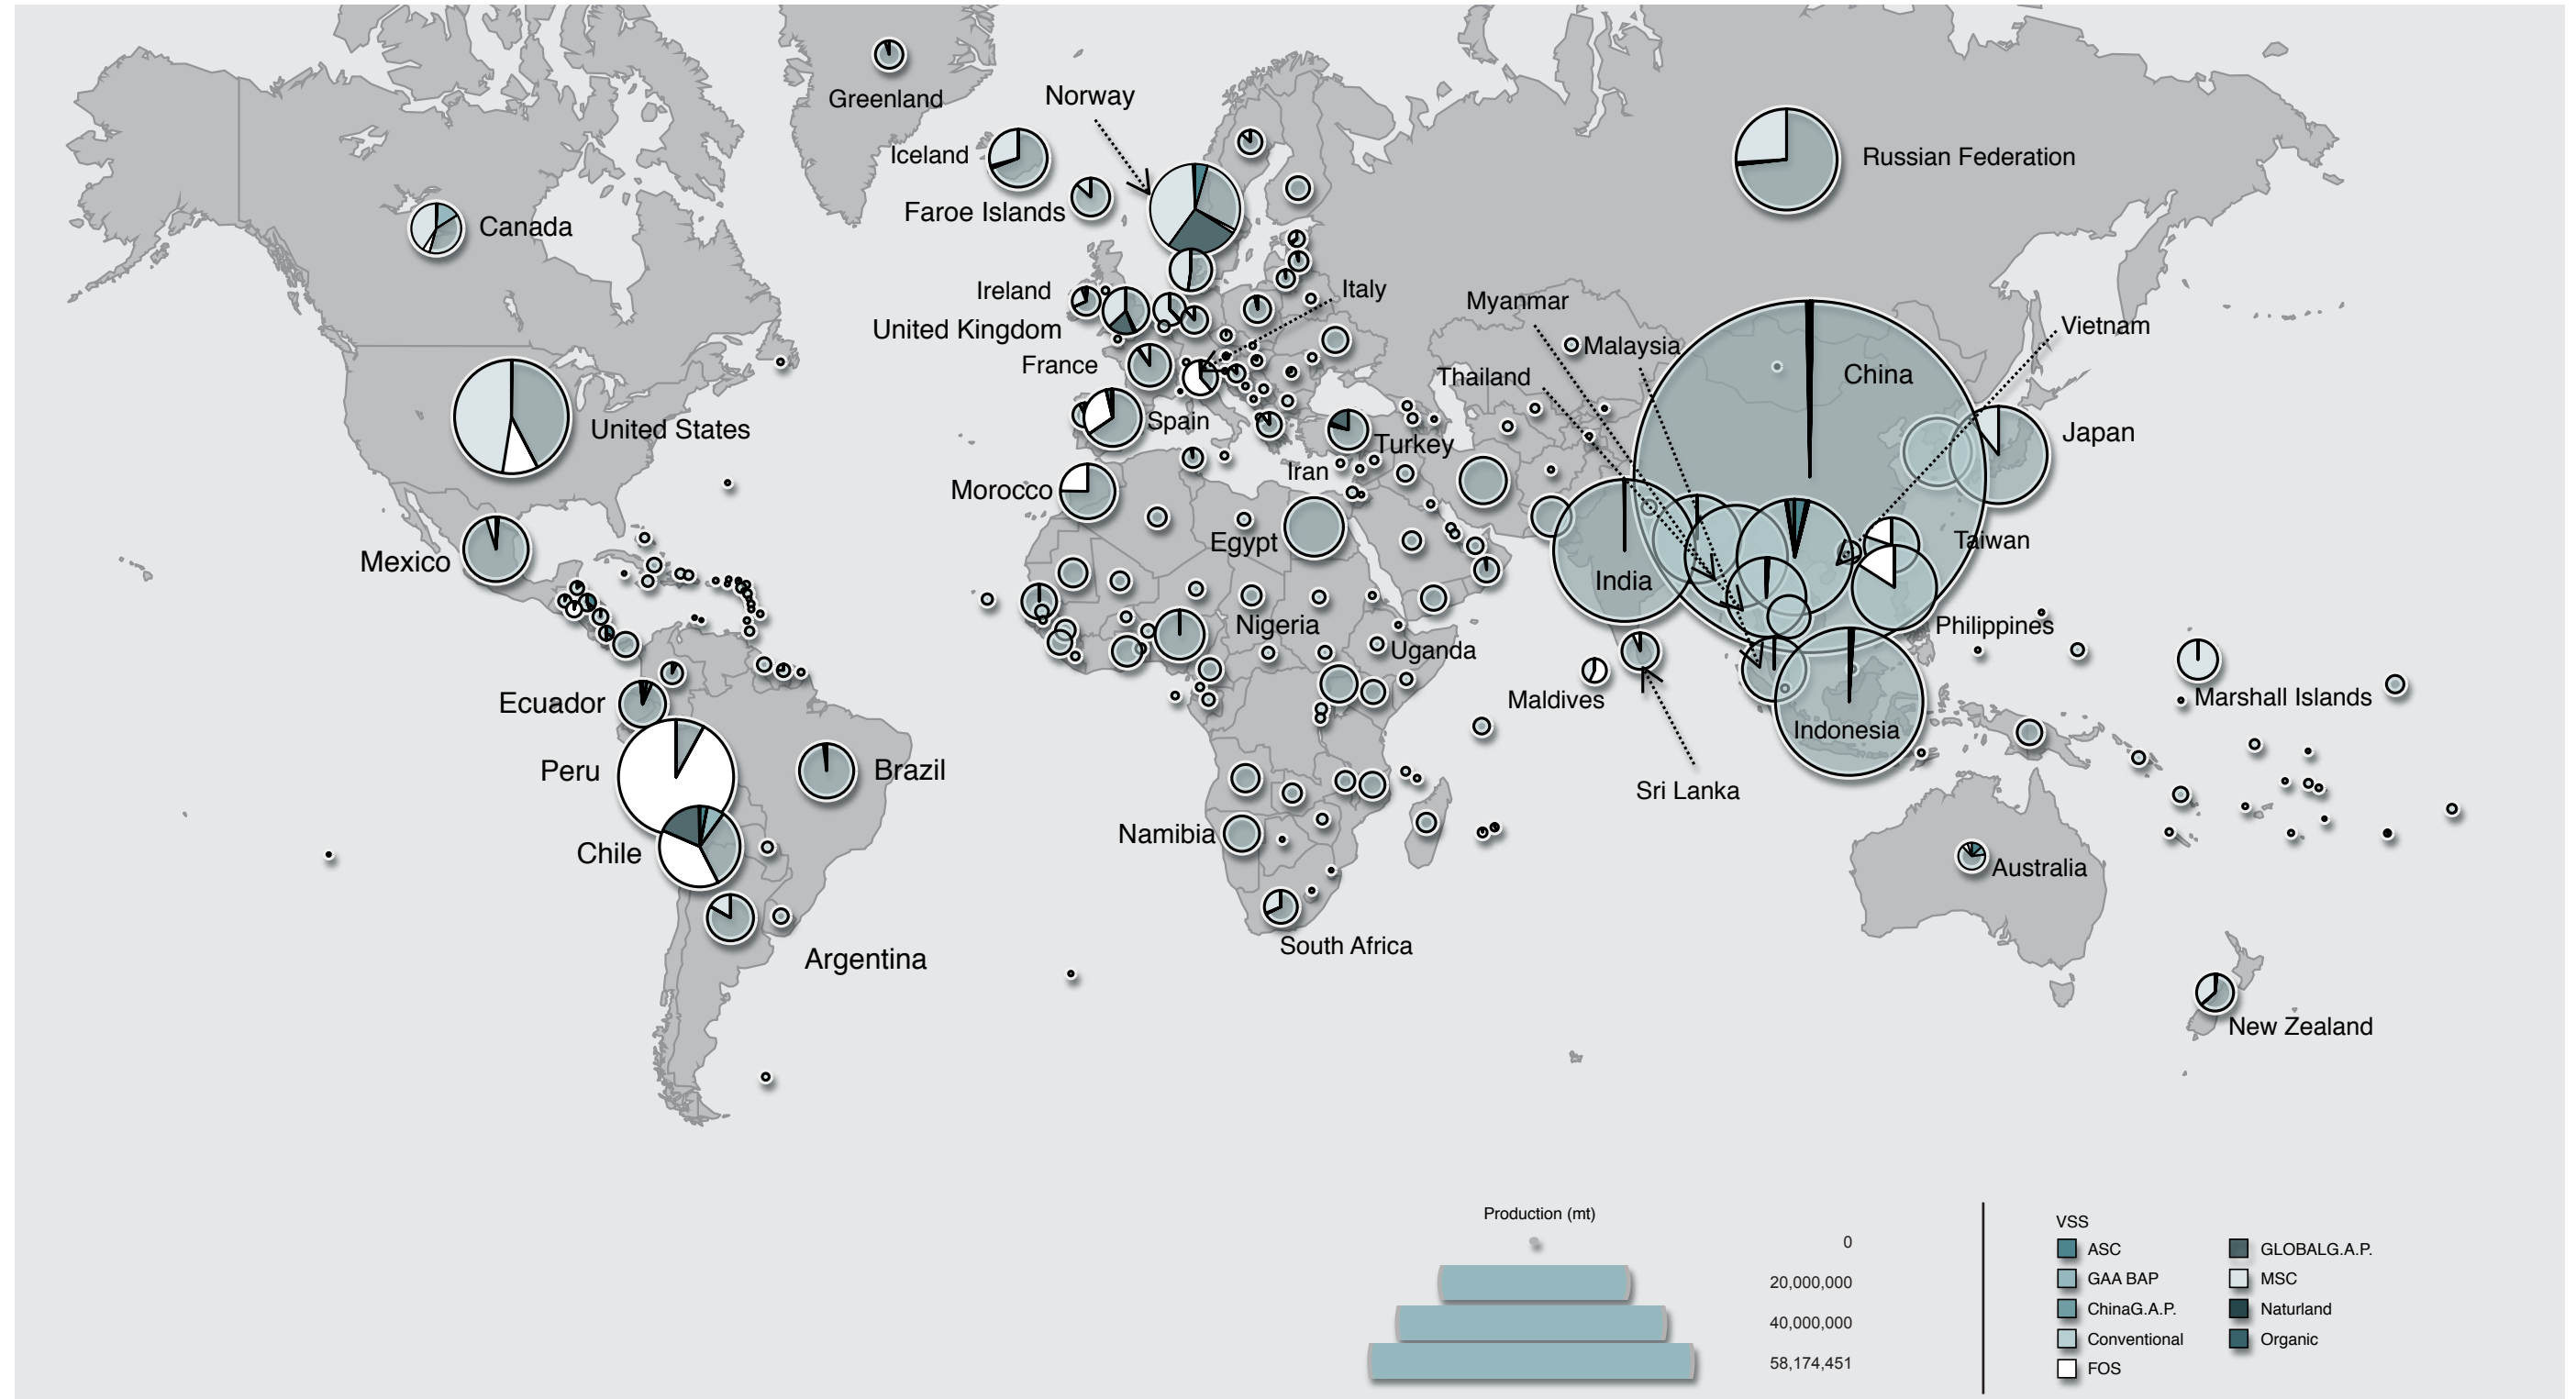 Greenland
Norway
Iceland
Russian Federation
Faroe Islands
Canada
Ireland
Italy
Myanmar
Vietnam
United Kingdom
Malaysia
France
Thailand
China
Spain
United States
Turkey
Japan
Iran
Morocco
Egypt
Taiwan
Mexico
India
Nigeria
Philippines
Uganda
Maldives
Marshall Islands
Ecuador
Indonesia
Peru
Brazil
Sri Lanka
Namibia
Chile
Australia
South Africa
Argentina
New Zealand
Production (mt)
0
20,000,000
40,000,000
58,174,451
VSS
ASC
GAA BAP
ChinaG.A.P.
Conventional
FOS
GLOBALG.A.P.
MSC
Naturland
Organic